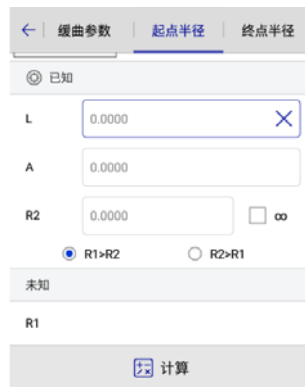 缓曲参数 起点半径 终点半径
已知
L 0.0000
A 0.0000
R2 0.0000 ∞
R1>R2 R2>R1
未知
R1
计算